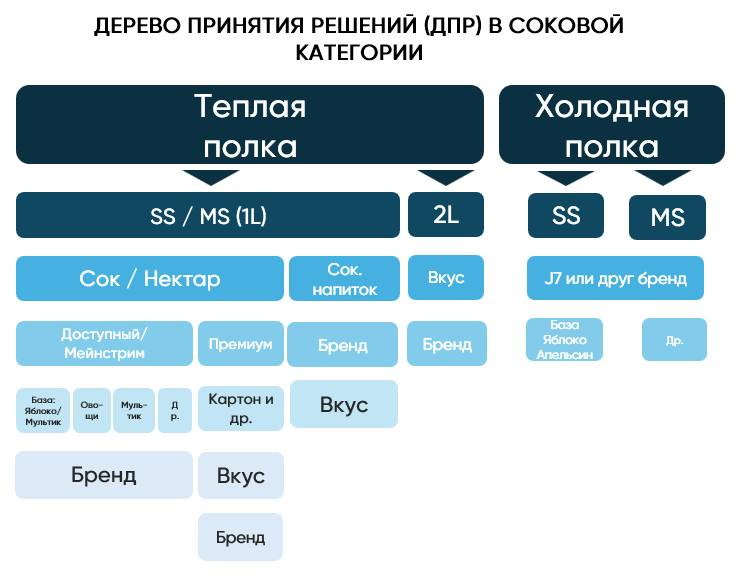 ДЕРЕВО ПРИНЯТИЯ РЕШЕНИЙ (ДПР) В СОКОВОЙ
КАТЕГОРИИ
Теплая
полка
Холодная
полка
SS / MS (1L)
2L
SS
MS
Сок / Нектар
Сок.
напиток
Вкус
J7 или друг бренд
Доступный/
Мейнстрим
Премиум
Бренд
Бренд
База
Яблоко
Апельсин
Др.
База:
Яблоко/
Мультик
Ово-
щи
Муль-
тик
Д
р.
Картон и
др.
Вкус
Бренд
Вкус
Бренд